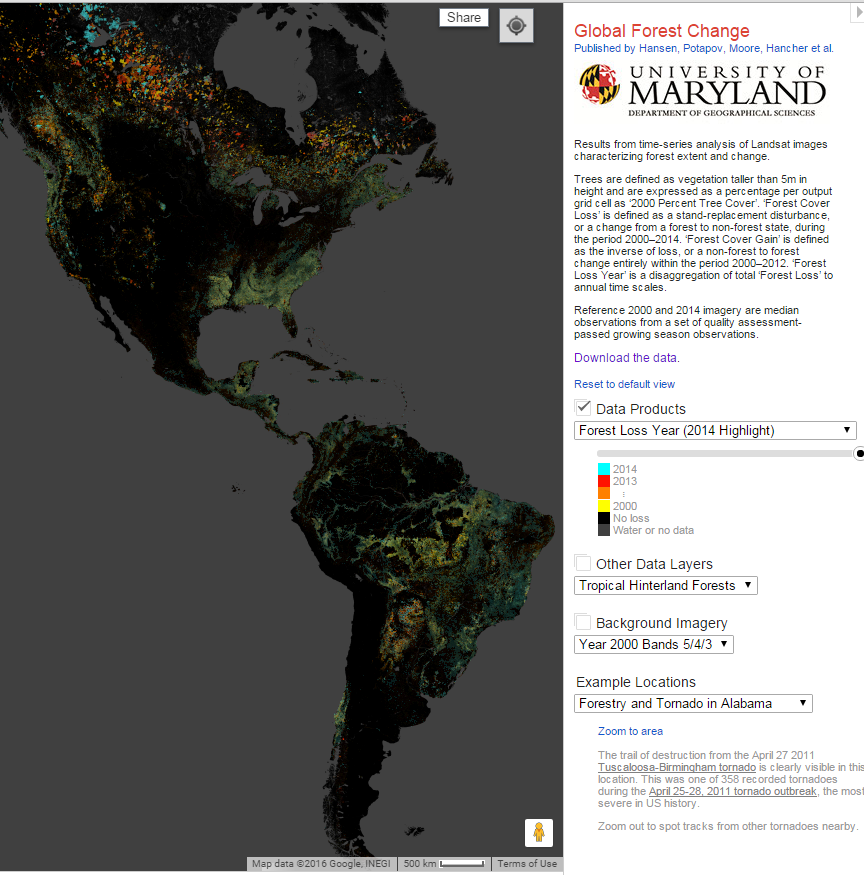 Share
Global Forest Change
Published by Hansen, Potapov, Moore, Hancher et al.
UNIVERSITY OF
MARYLAND
DEPARTMENT OF GEOGRAPHICAL SCIENCES
Results from time-series analysis of Landsat images
characterizing forest extent and change.
Trees are defined as vegetation taller than 5m in
height and are expressed as a percentage per output
grid cell as ‘2000 Percent Tree Cover’. ‘Forest Cover
Loss’ is defined as a stand-replacement disturbance,
or a change from a forest to non-forest state, during
the period 2000–2014. ‘Forest Cover Gain’ is defined
as the inverse of loss, or a non-forest to forest
change entirely within the period 2000–2012. ‘Forest
Loss Year’ is a disaggregation of total ‘Forest Loss’ to
annual time scales.
Reference 2000 and 2014 imagery are median
observations from a set of quality assessment-
passed growing season observations.
Download the data.
Reset to default view
Data Products
Forest Loss Year (2014 Highlight)
2014
2013
⋮
2000
No loss
Water or no data
Other Data Layers
Tropical Hinterland Forests
Background Imagery
Year 2000 Bands 5/4/3
Example Locations
Forestry and Tornado in Alabama
Zoom to area
The trail of destruction from the April 27 2011
Tuscaloosa-Birmingham tornado is clearly visible in this
location. This was one of 358 recorded tornadoes
during the April 25-28, 2011 tornado outbreak, the most
severe in US history.
Zoom out to spot tracks from other tornadoes nearby.
Map data ©2016 Google, INEGI
500 km
Terms of Use